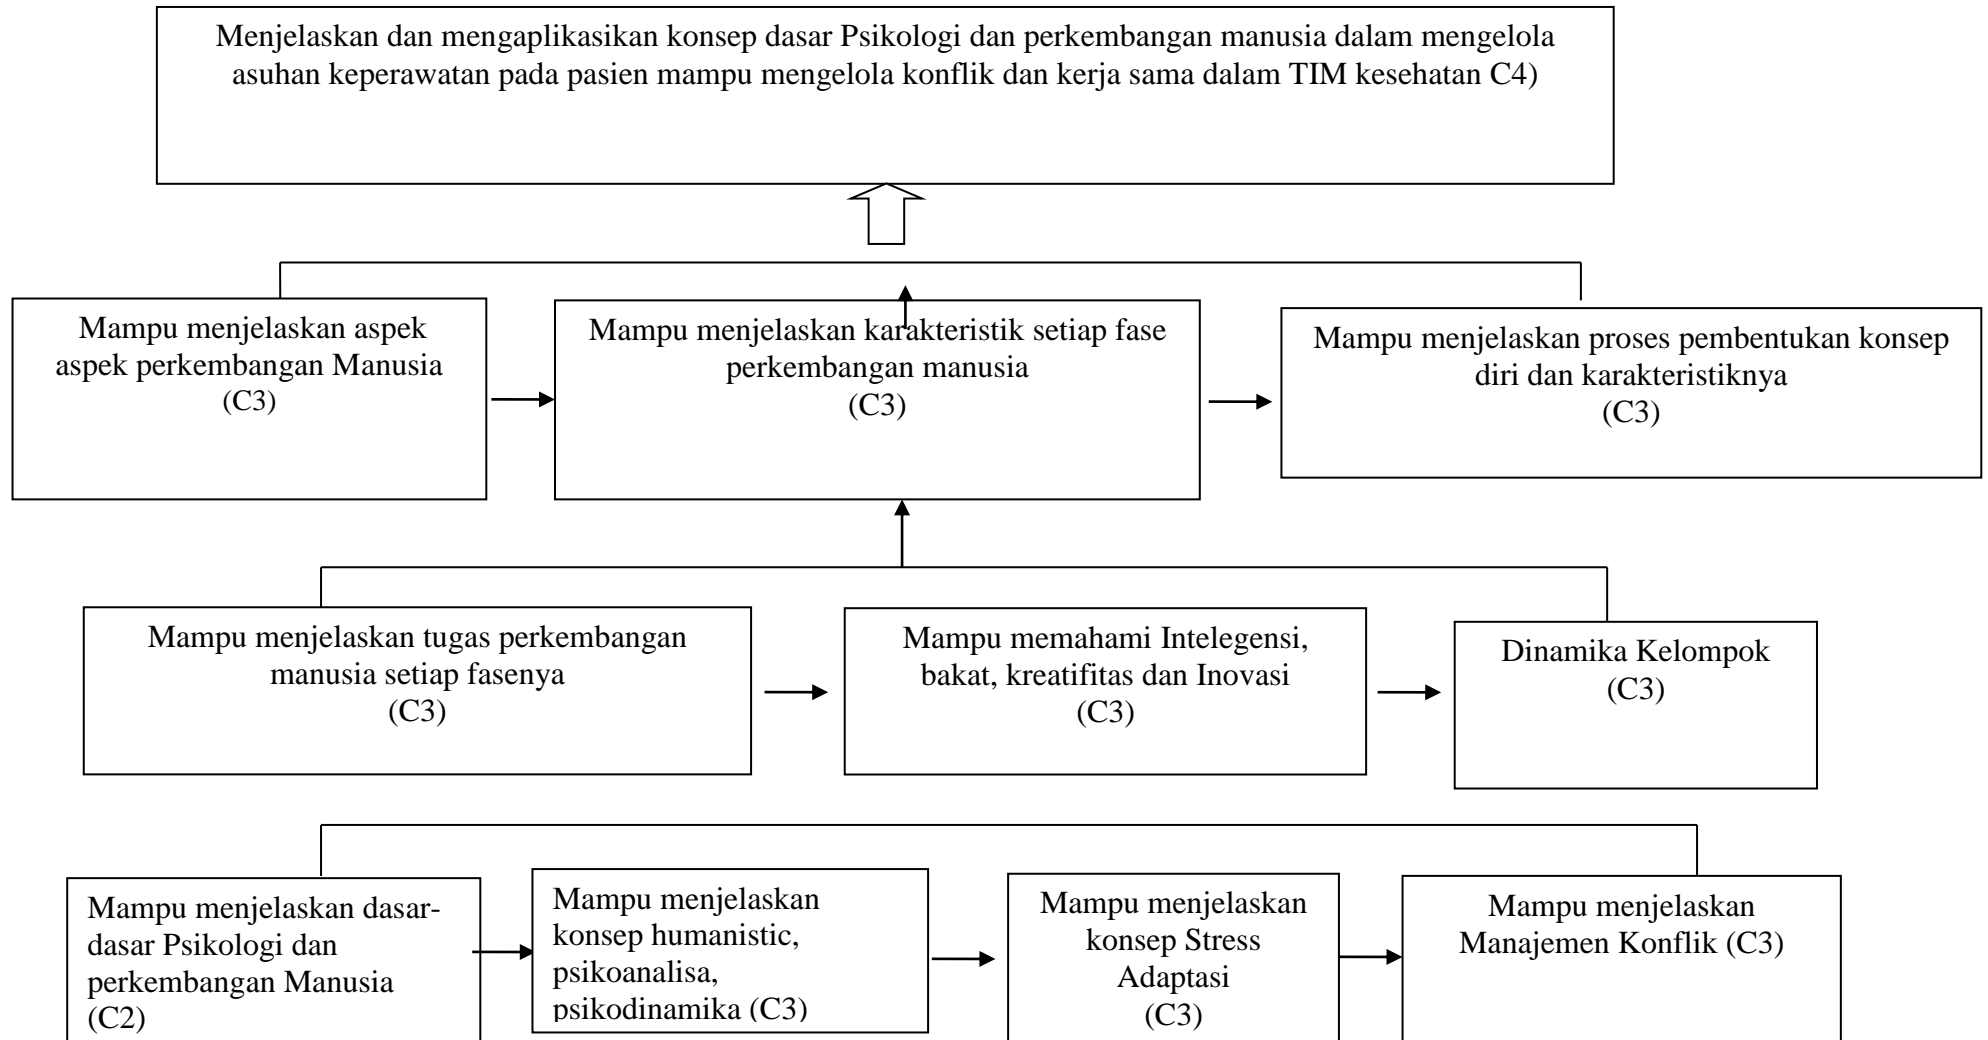 Menjelaskan dan mengaplikasikan konsep dasar Psikologi dan perkembangan manusia dalam mengelola
asuhan keperawatan pada pasien mampu mengelola konflik dan kerja sama dalam TIM kesehatan C4)
Mampu menjelaskan aspek
aspek perkembangan Manusia
(C3)
Mampu menjelaskan karakteristik setiap fase
perkembangan manusia
(C3)
Mampu menjelaskan proses pembentukan konsep
diri dan karakteristiknya
(C3)
Mampu menjelaskan tugas perkembangan
manusia setiap fasenya
(C3)
Mampu memahami Intelegensi,
bakat, kreatifitas dan Inovasi
(C3)
Dinamika Kelompok
(C3)
Mampu menjelaskan dasar-
dasar Psikologi dan
perkembangan Manusia
(C2)
Mampu menjelaskan
konsep humanistic,
psikoanalisa,
psikodinamika (C3)
Mampu menjelaskan
konsep Stress
Adaptasi
(C3)
Mampu menjelaskan
Manajemen Konflik (C3)